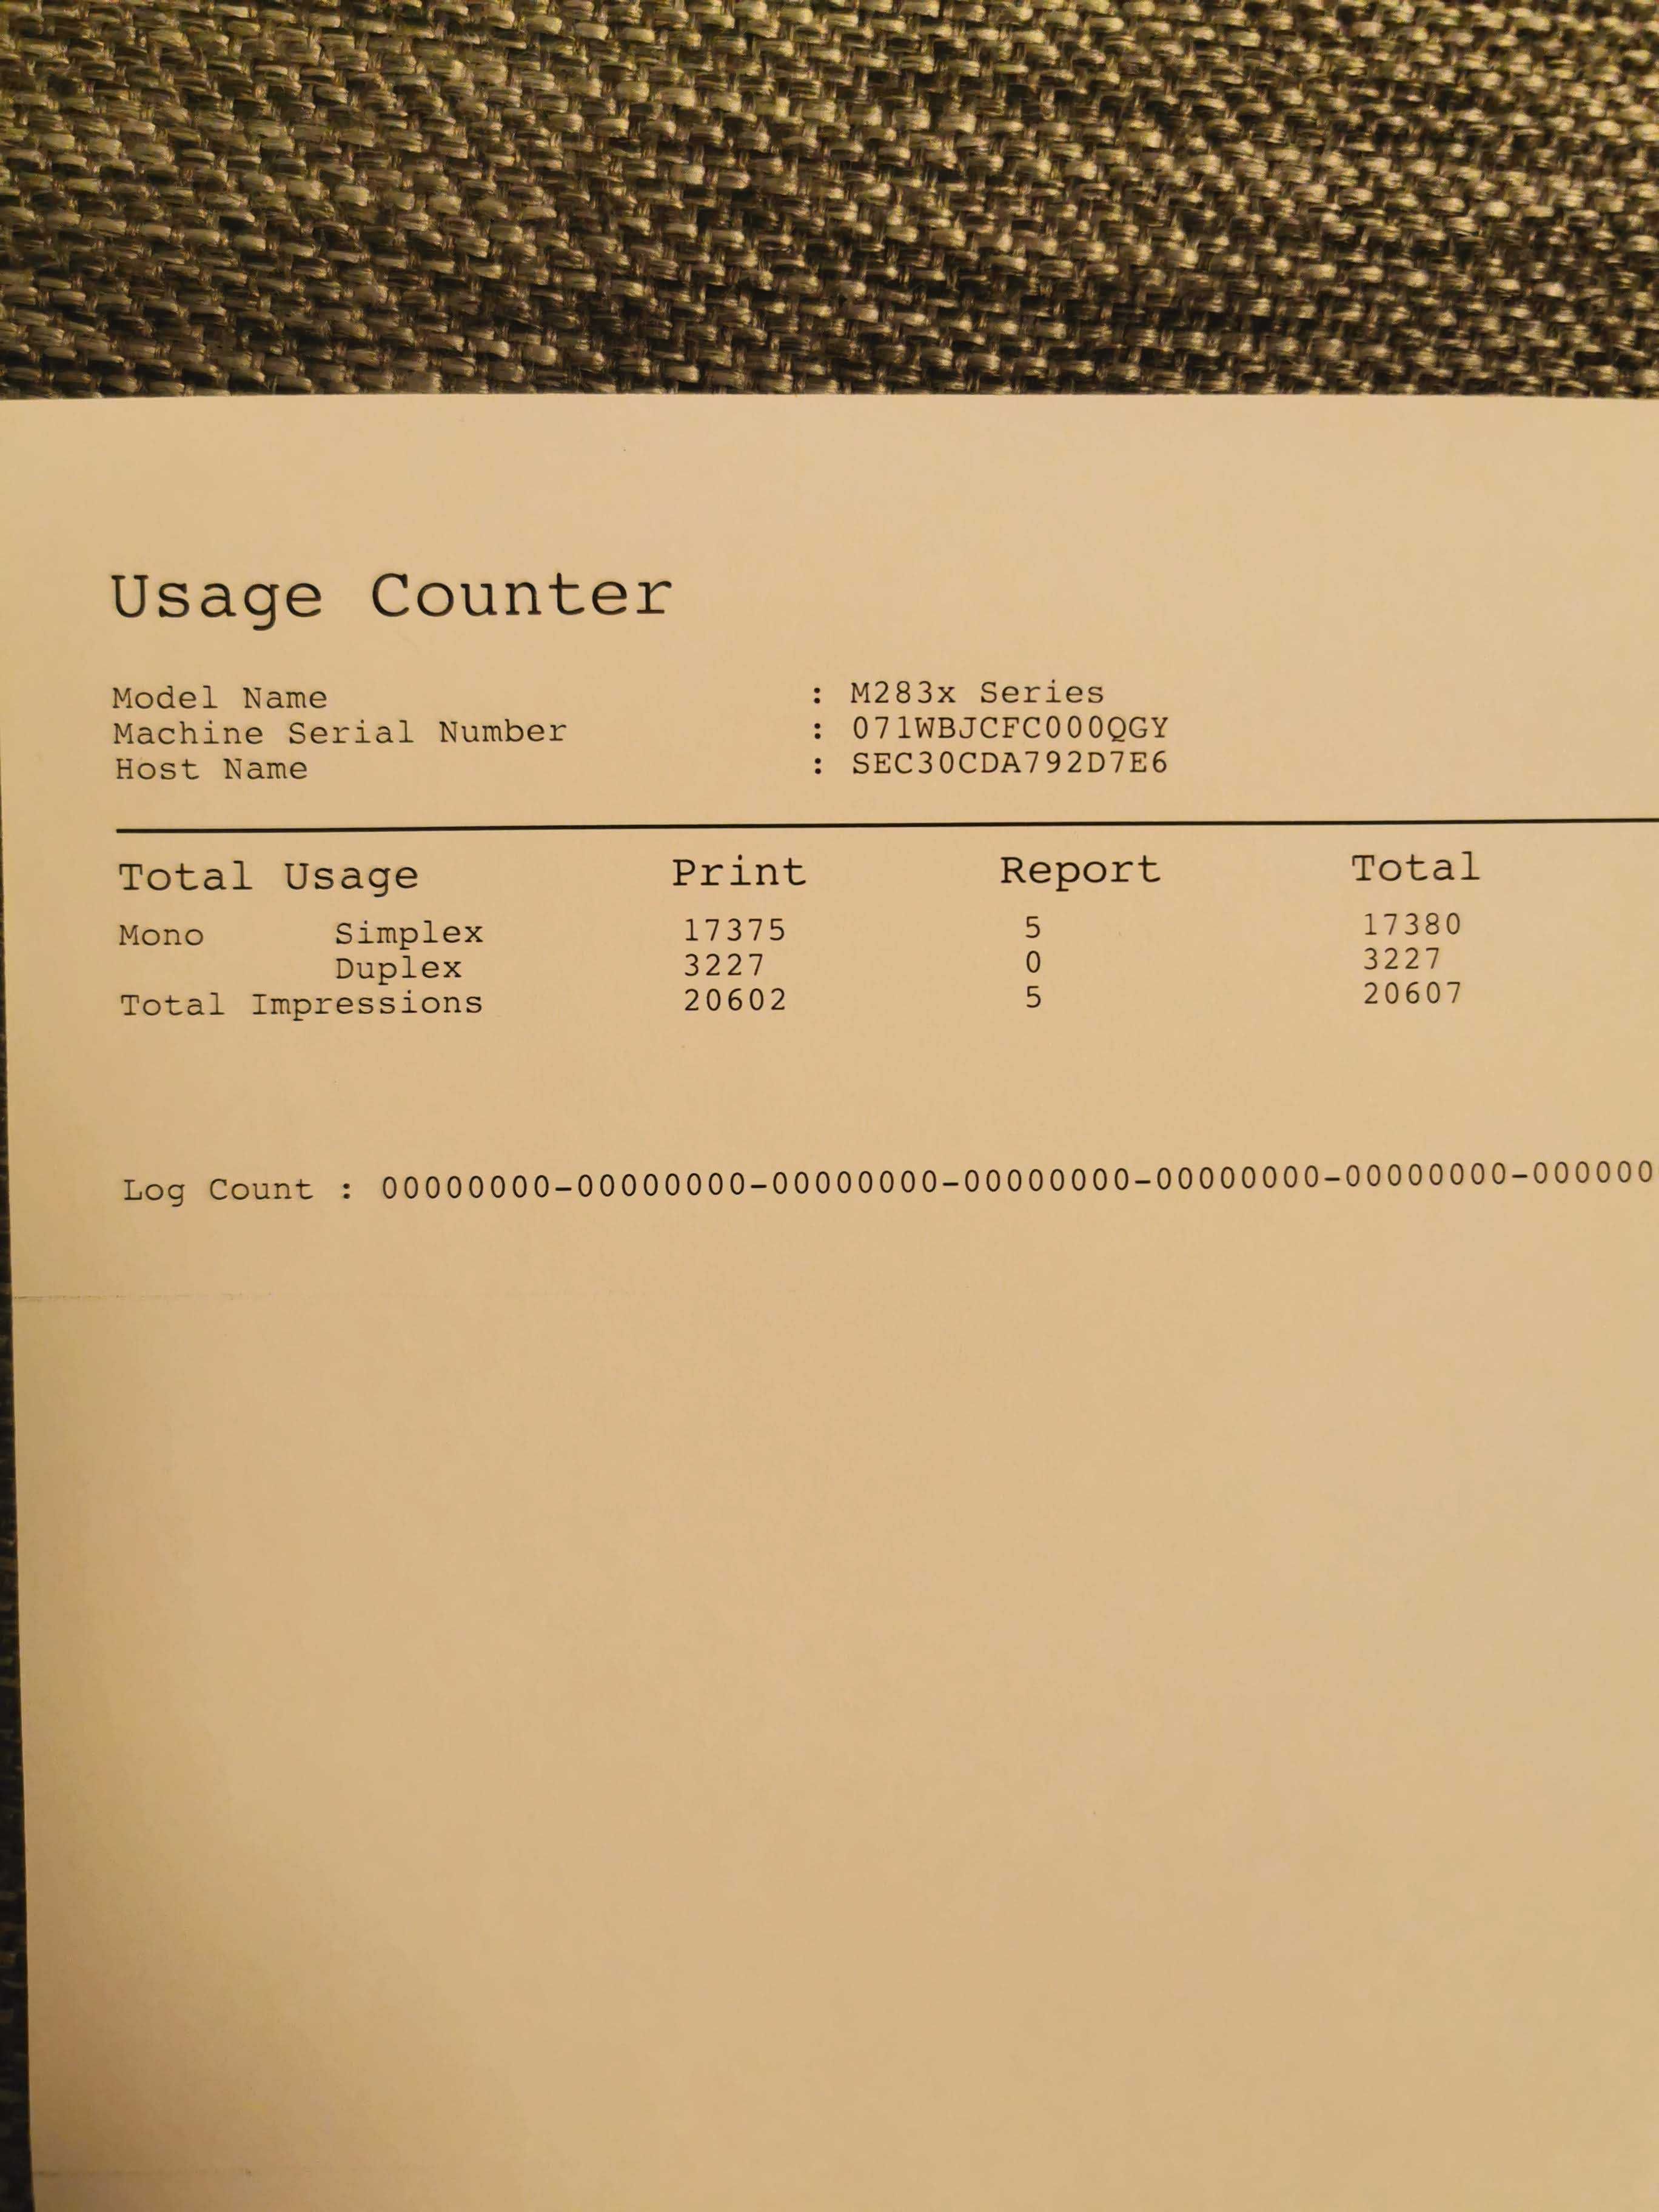 Usage Counter
Model Name : M283x Series
Machine Serial Number : 071WBJCFC000QGY
Host Name : SEC30CDA792D7E6
Total Usage Print Report Total
Mono Simplex 17375 5 17380
Duplex 3227 0 3227
Total Impressions 20602 5 20607
Log Count : 00000000-00000000-00000000-00000000-00000000-00000000-000000